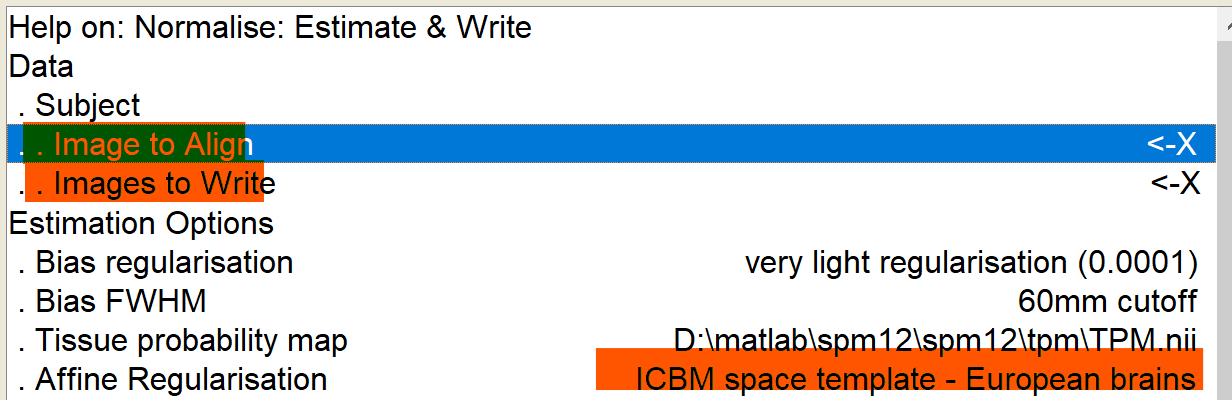 Help on: Normalise: Estimate & Write
Data
. Subject
. . Image to Align <-X
. . Images to Write <-X
Estimation Options
. Bias regularisation very light regularisation (0.0001)
. Bias FWHM 60mm cutoff
. Tissue probability map D:\matlab\spm12\spm12\tpm\TPM.nii
. Affine Regularisation ICBM space template - European brains